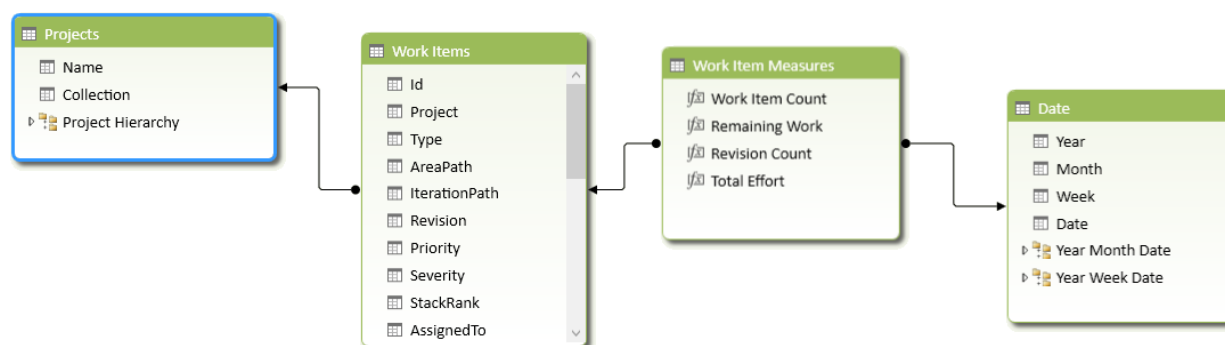 Projects
Name
Collection
Project Hierarchy
Work Items
Id
Project
Type
AreaPath
IterationPath
Revision
Priority
Severity
StackRank
AssignedTo
Work Item Measures
Work Item Count
Remaining Work
Revision Count
Total Effort
Date
Year
Month
Week
Date
Year Month Date
Year Week Date